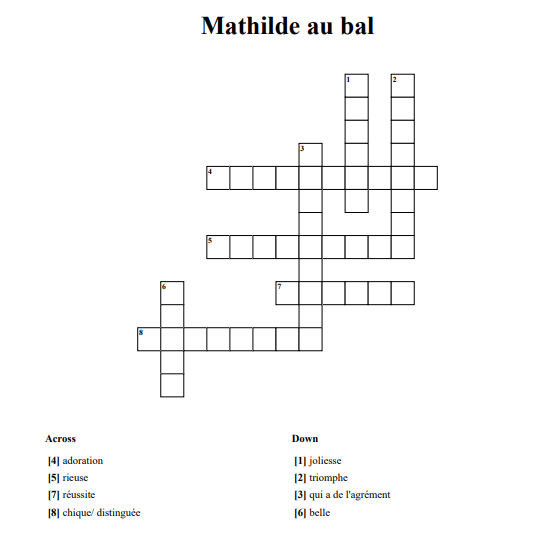 Mathilde au bal
1 2
3
4
5
6 7
8
Across Down
[4] adoration [1] joliesse
[5] rieuse [2] triomphe
[7] réussite [3] qui a de l'agrément
[8] chique/ distinguée [6] belle